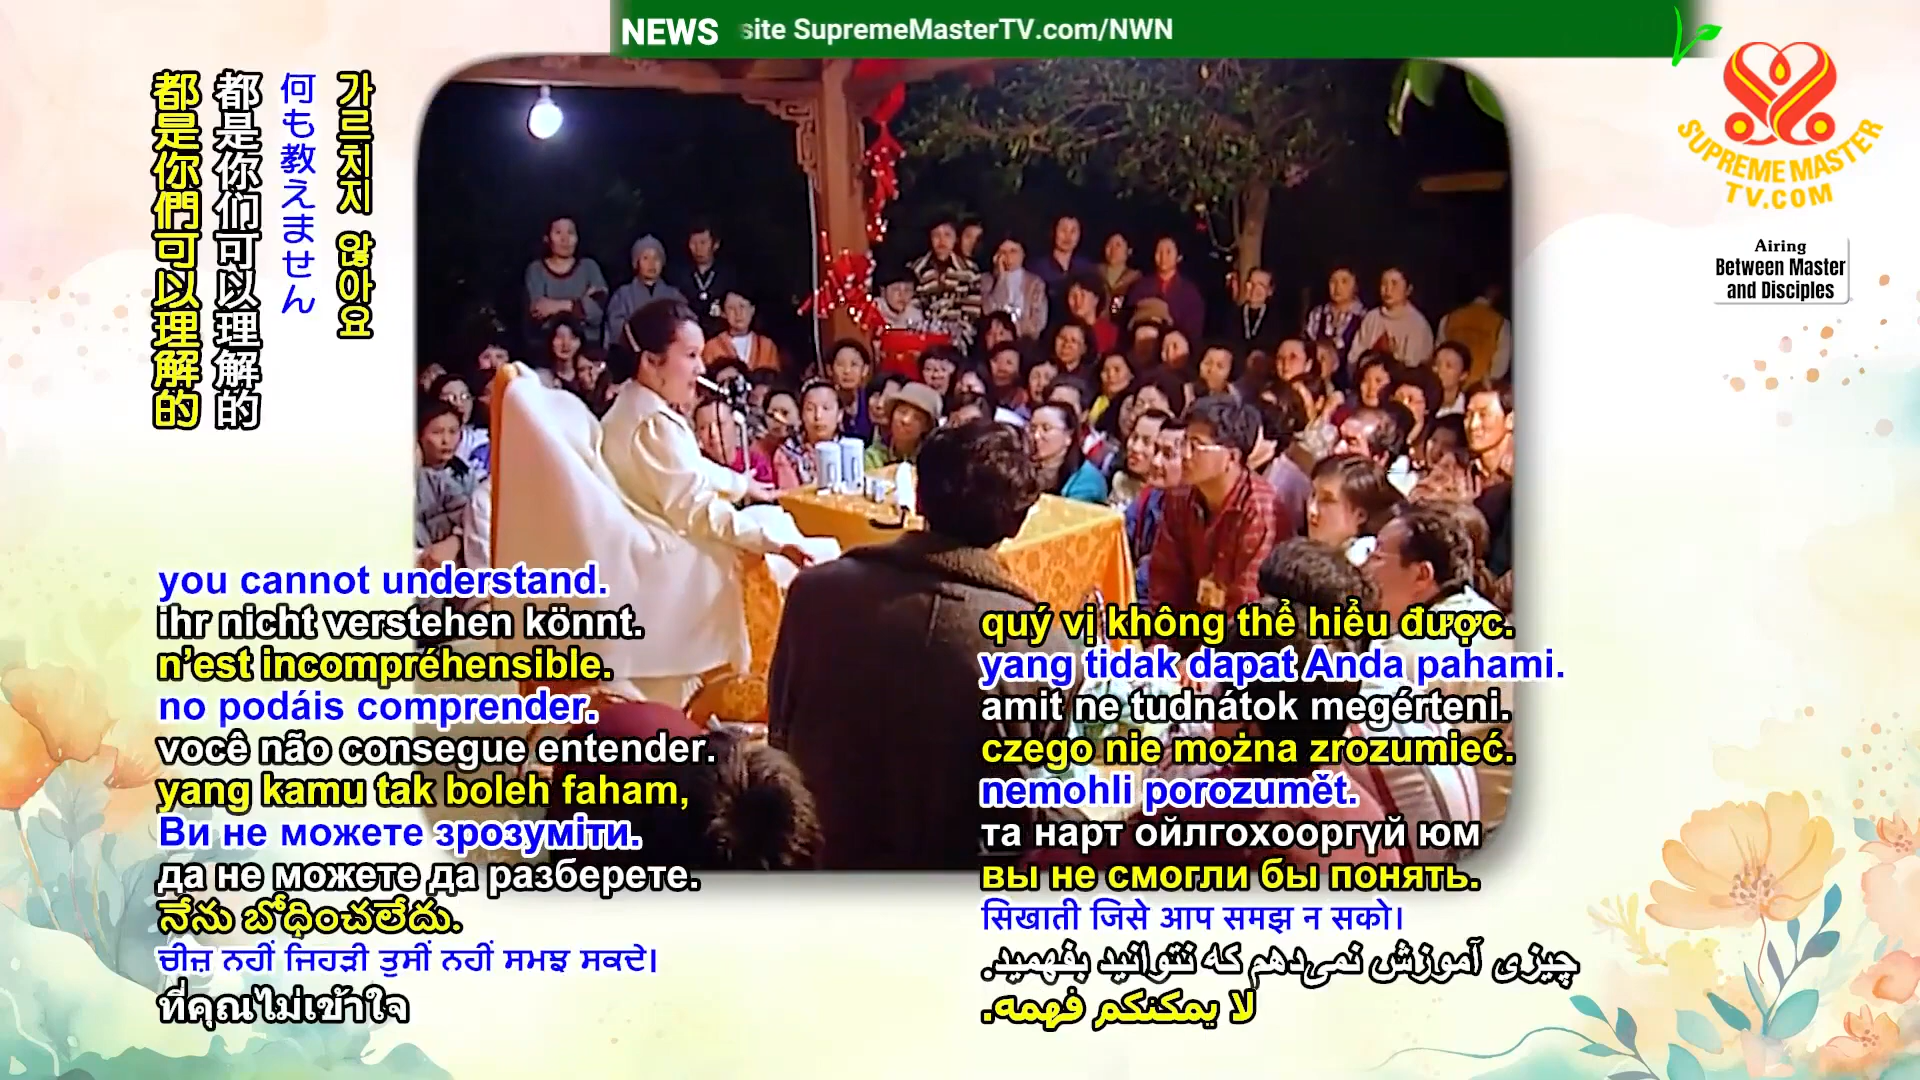 NEWS site SupremeMasterTV.com/NWN
SUPREME MASTER
TV.COM
Airing
Between Master
and Disciples
都是你們可以理解的
都是你们可以理解的
何も教えません
가르치지 않아요
you cannot understand.
ihr nicht verstehen könnt.
n’est incompréhensible.
no podáis comprender.
você não consegue entender.
yang kamu tak boleh faham,
Ви не можете зрозуміти.
да не можете да разберете.
నేను బోధించలేదు.
ਚੀਜ਼ ਨਹੀਂ ਜਿਹੜੀ ਤੁਸੀਂ ਨਹੀਂ ਸਮਝ ਸਕਦੇ।
ที่คุณไม่เข้าใจ
quý vị không thể hiểu được.
yang tidak dapat Anda pahami.
amit ne tudnátok megérteni.
czego nie można zrozumieć.
nemohli porozumět.
та нарт ойлгохооргүй юм
вы не смогли бы понять.
सिखाती जिसे आप समझ न सको।
چیزی آموزش نمی‌دهم که نتوانید بفهمید.
لا يمكنكم فهمه.